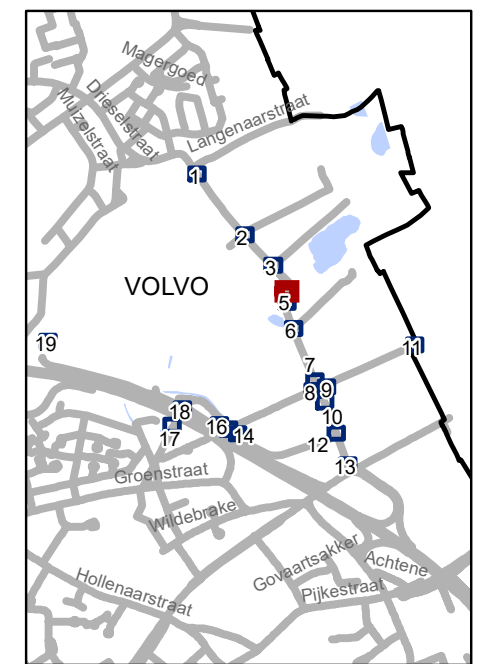 Magergoed
Drieselstraat
Muizelstraat
Langenaarstraat
1
2
3
VOLVO
5
6
19
11
7
8 9
18
10
16
14
17
12
13
Groenstraat
Wildebrake
Govaartsakker
Achtene
Hollenaarstraat
Pijkestraat